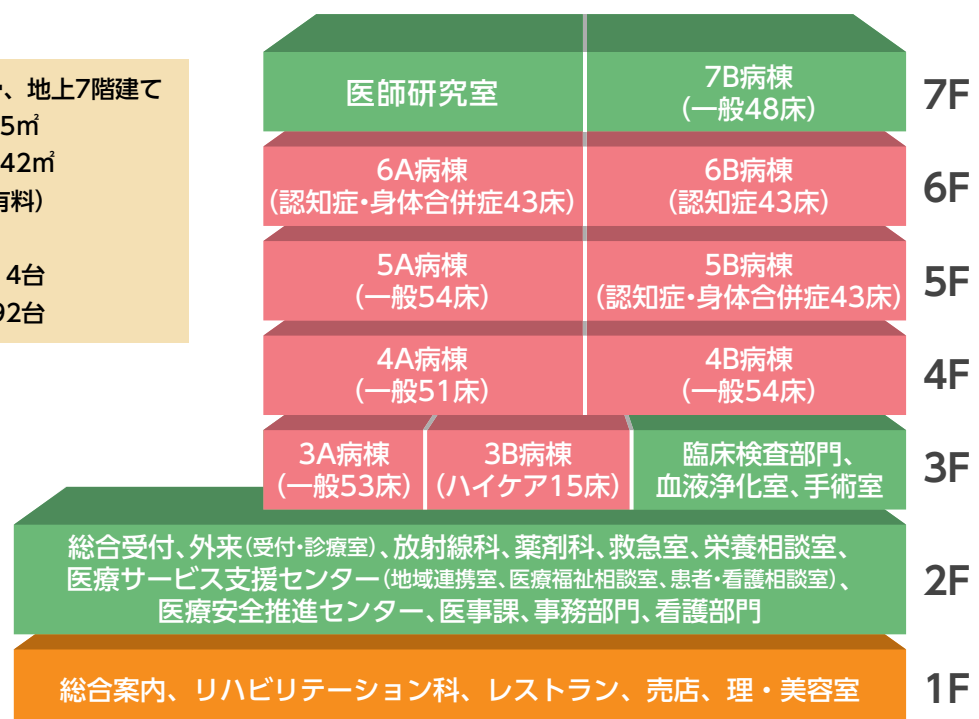 、地上7階建て
5㎡
42㎡
有料）
4台
92台
医師研究室
7B病棟
（一般48床）
7F
6A病棟
（認知症・身体合併症43床）
6B病棟
（認知症43床）
6F
5A病棟
（一般54床）
5B病棟
（認知症・身体合併症43床）
5F
4A病棟
（一般51床）
4B病棟
（一般54床）
4F
3A病棟
（一般53床）
3B病棟
（ハイケア15床）
臨床検査部門、
血液浄化室、手術室
3F
総合受付、外来（受付・診療室）、放射線科、薬剤科、救急室、栄養相談室、
医療サービス支援センター（地域連携室、医療福祉相談室、患者・看護相談室）、
医療安全推進センター、医事課、事務部門、看護部門
2F
総合案内、リハビリテーション科、レストラン、売店、理・美容室
1F